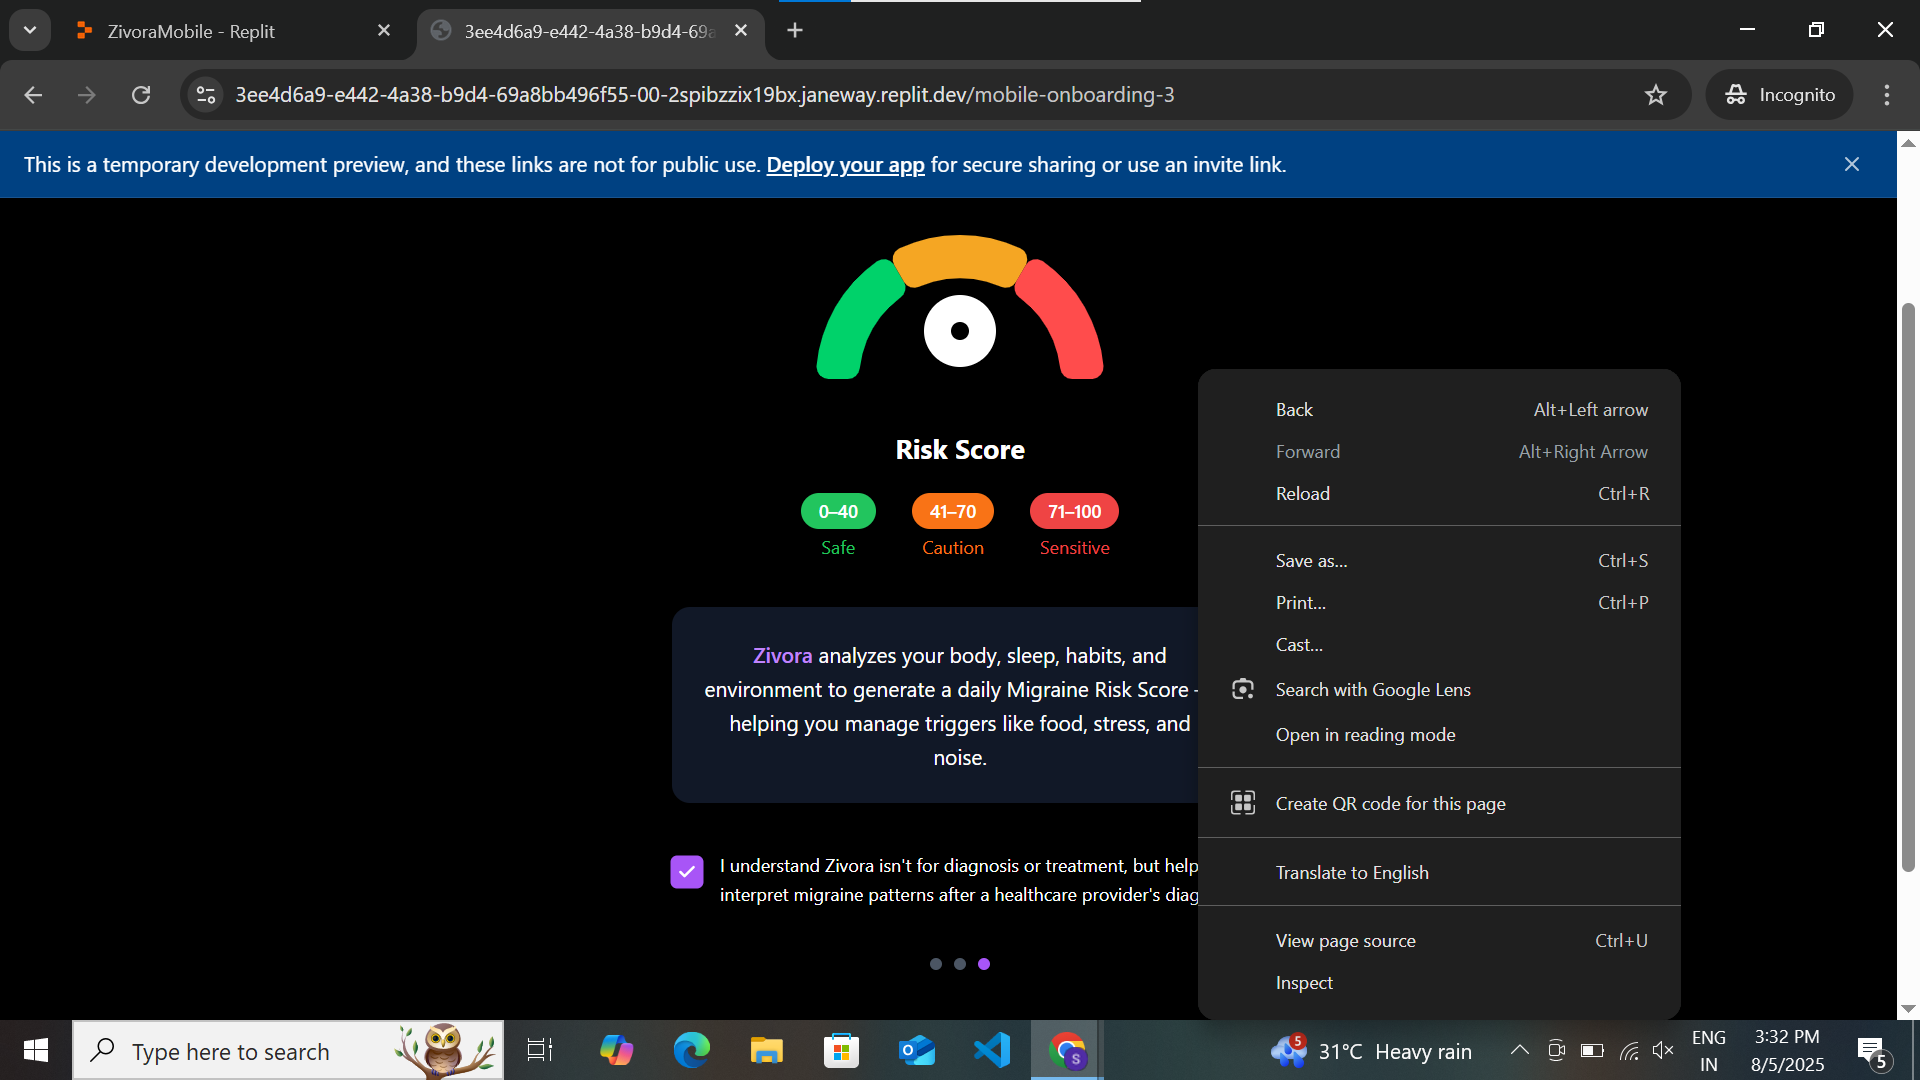 ZivoraMobile - Replit
3ee4d6a9-e442-4a38-b9d4-69a
3ee4d6a9-e442-4a38-b9d4-69a8bb496f55-00-2spibzzix19bx.janeway.replit.dev/mobile-onboarding-3
Incognito
This is a temporary development preview, and these links are not for public use. Deploy your app for secure sharing or use an invite link.
Risk Score
0–40 41–70 71–100
Safe Caution Sensitive
Zivora analyzes your body, sleep, habits, and
environment to generate a daily Migraine Risk Score -
helping you manage triggers like food, stress, and
noise.
I understand Zivora isn't for diagnosis or treatment, but help
interpret migraine patterns after a healthcare provider's diag
Back Alt+Left arrow
Forward Alt+Right Arrow
Reload Ctrl+R
Save as... Ctrl+S
Print... Ctrl+P
Cast...
Search with Google Lens
Open in reading mode
Create QR code for this page
Translate to English
View page source Ctrl+U
Inspect
Type here to search
S
5
31°C Heavy rain
ENG
IN
3:32 PM
8/5/2025
5